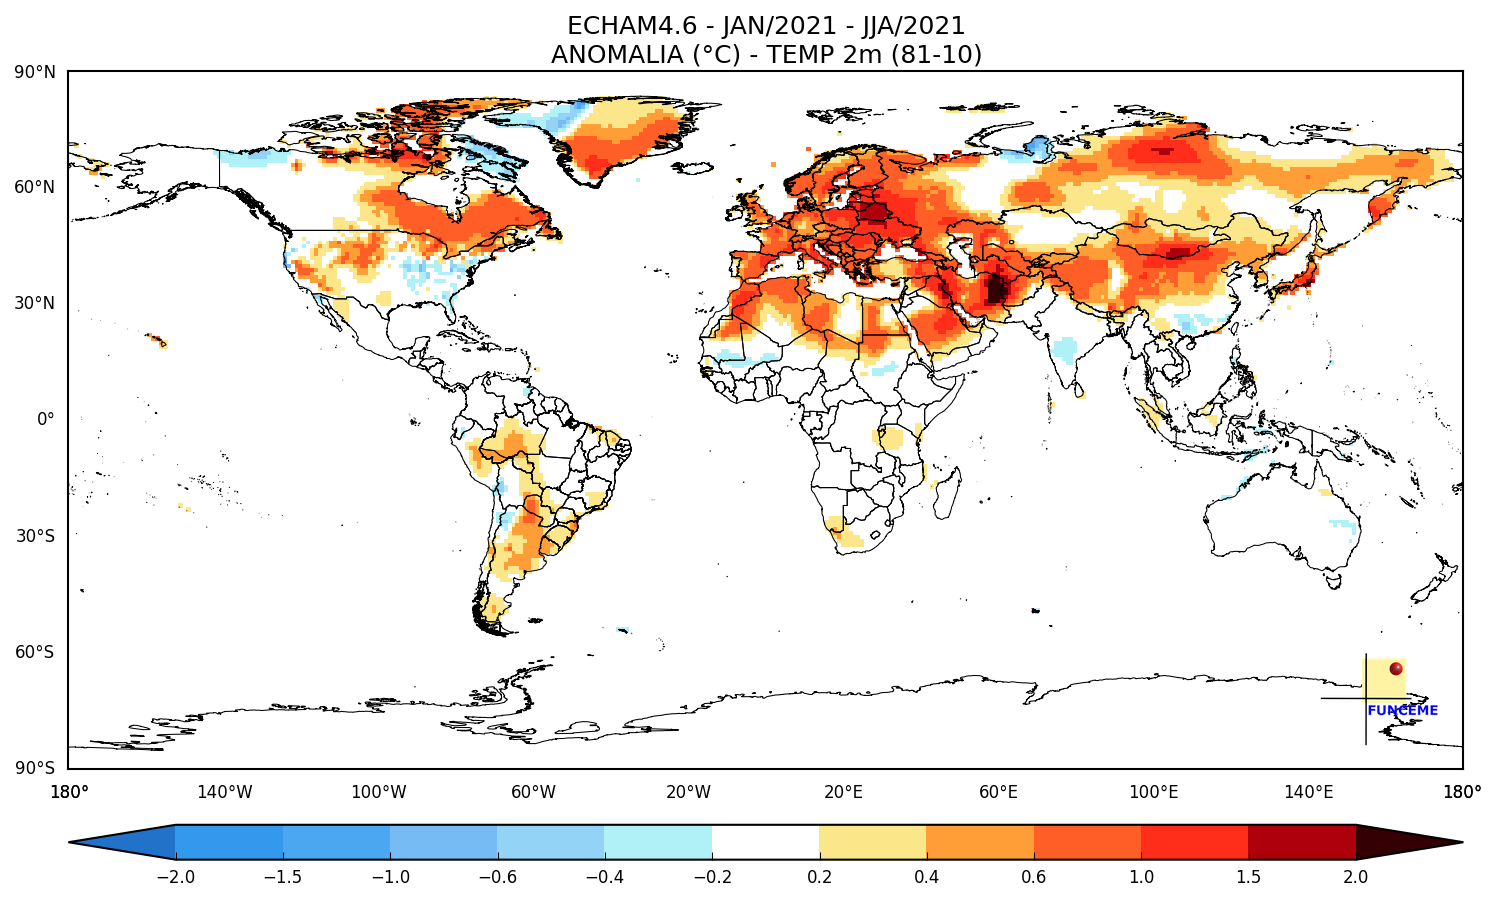 ECHAM4.6 - JAN/2021 - JJA/2021
ANOMALIA (°C) - TEMP 2m (81-10)
90°N
60°N
30°N
0°
30°S
60°S
90°S
FUNCEME
180° 140°W 100°W 60°W 20°W 20°E 60°E 100°E 140°E 180°
−2.0 −1.5 −1.0 −0.6 −0.4 −0.2 0.2 0.4 0.6 1.0 1.5 2.0